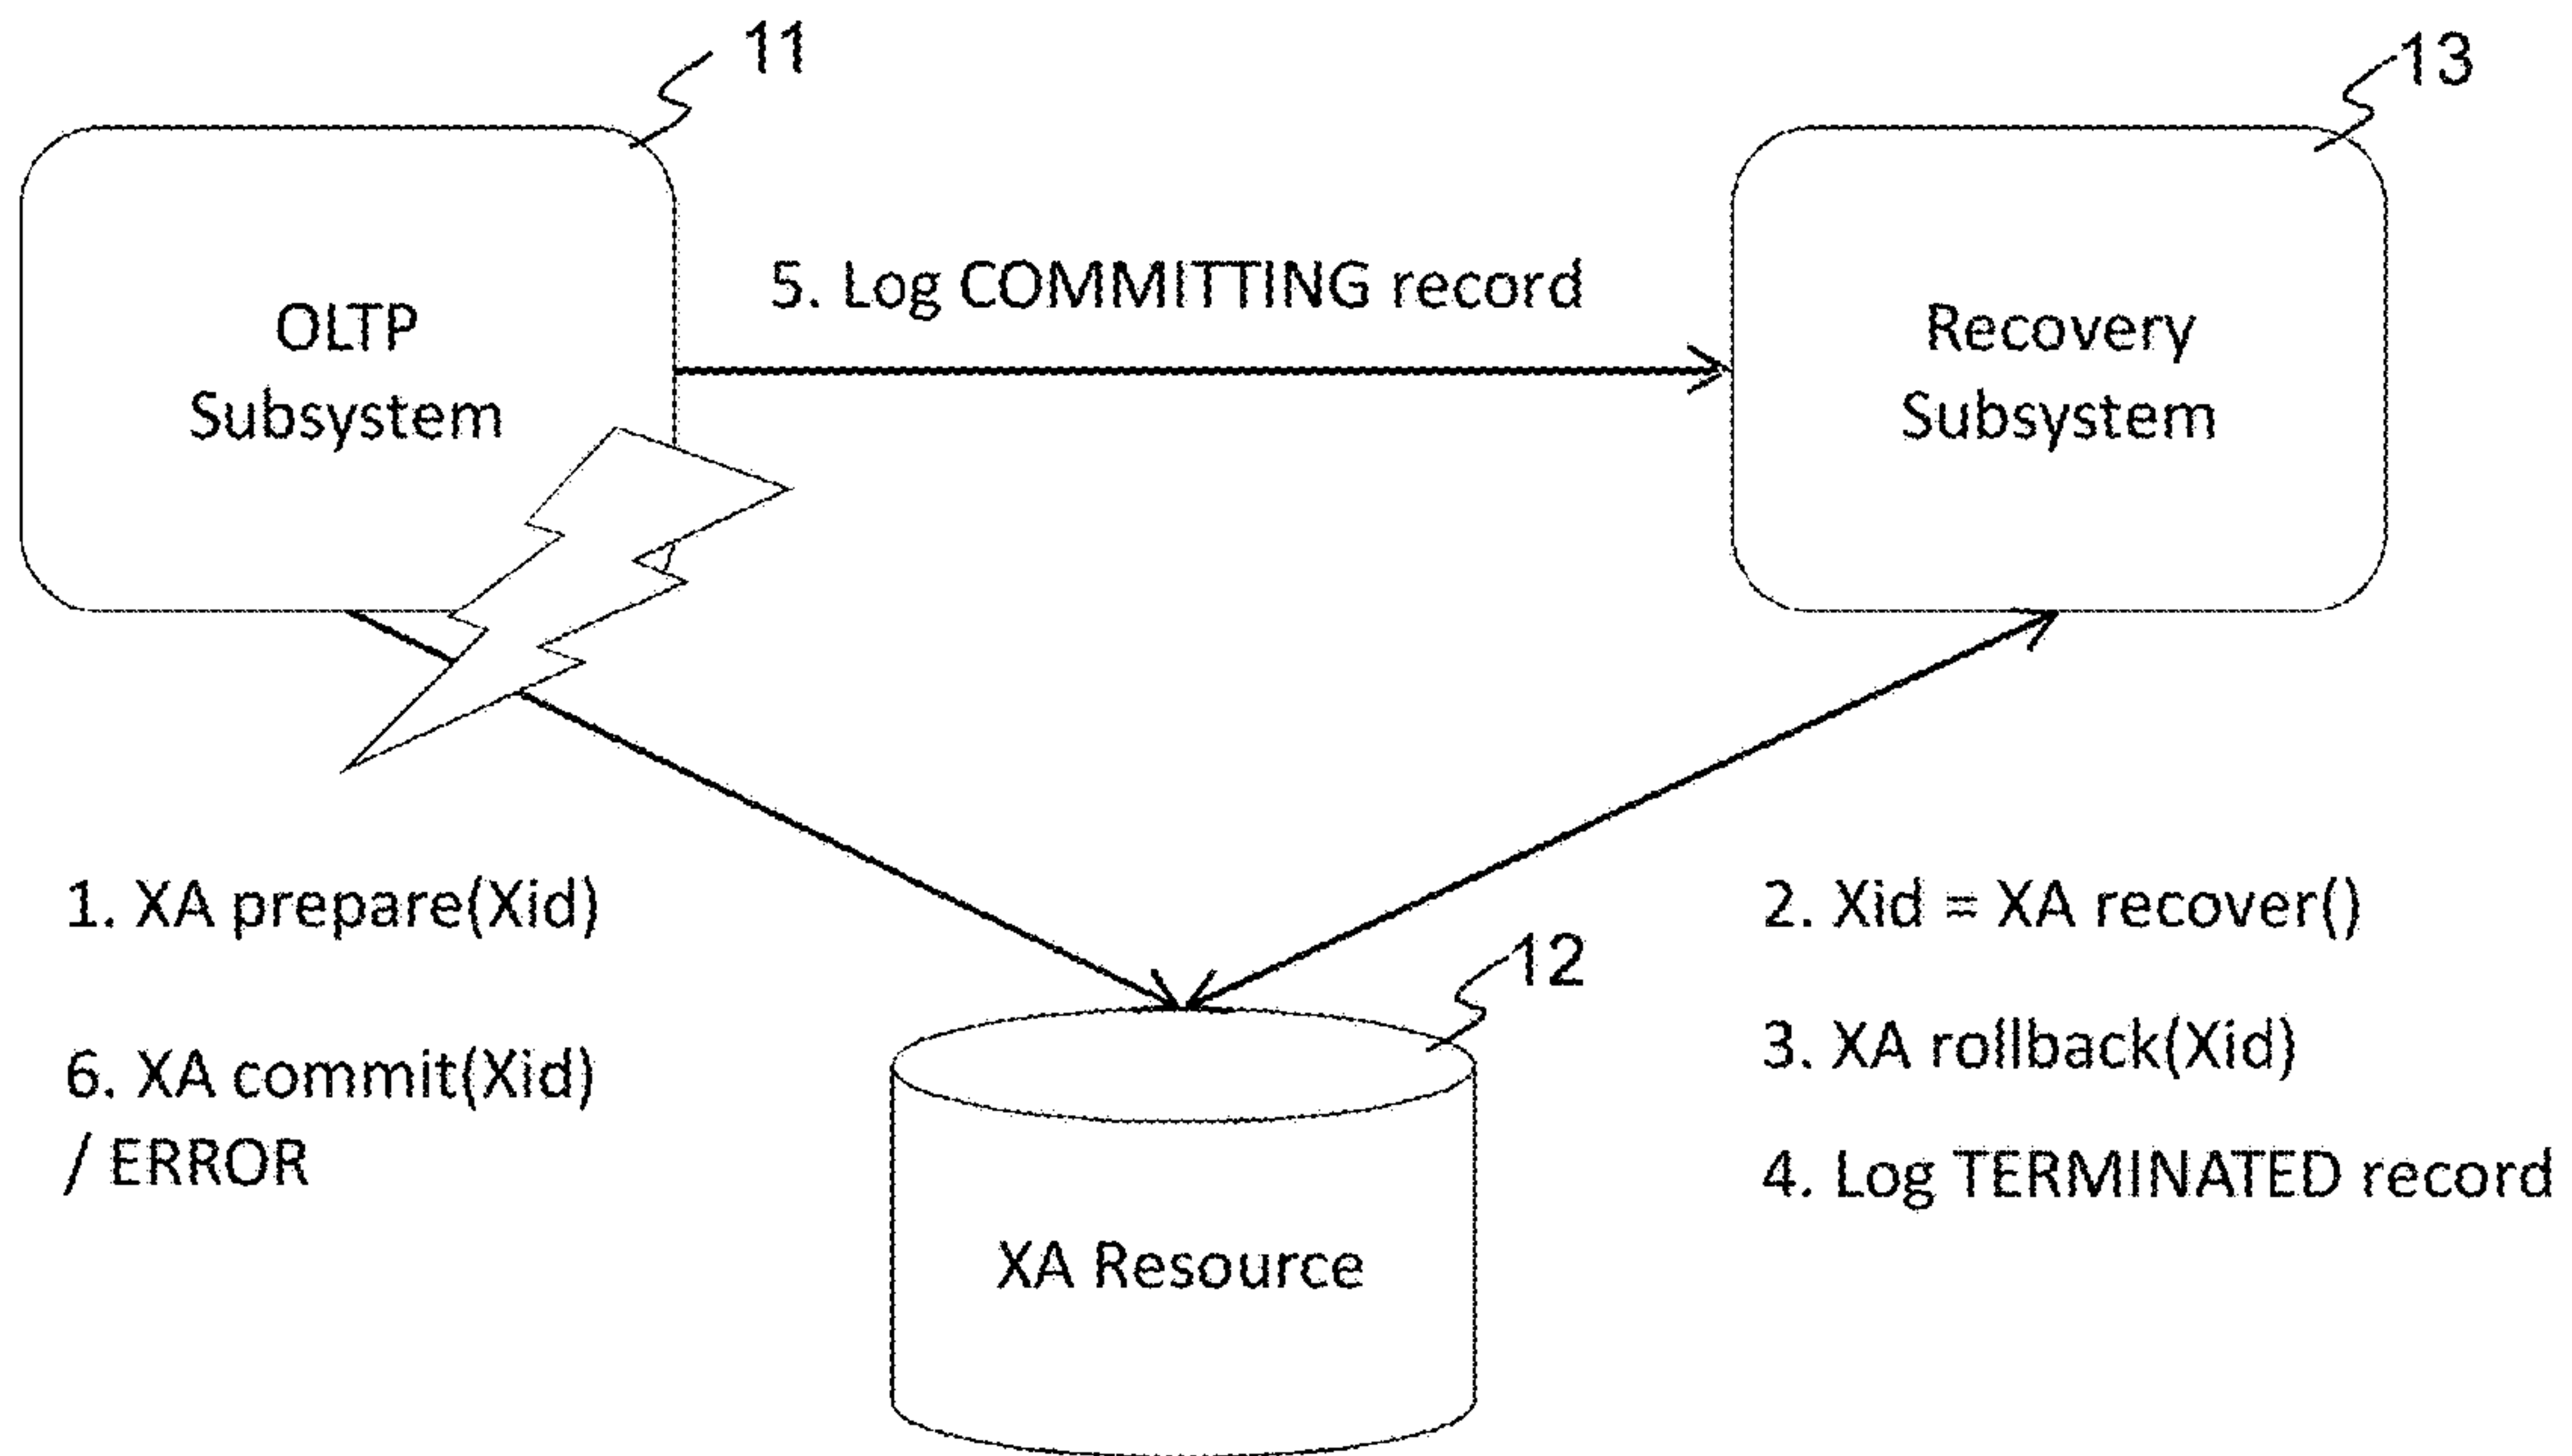 11
13
OLTP
Subsystem
5. Log COMMITTING record
Recovery
Subsystem
1. XA prepare(Xid)
6. XA commit(Xid)
/ ERROR
2. Xid = XA recover()
3. XA rollback(Xid)
4. Log TERMINATED record
12
XA Resource